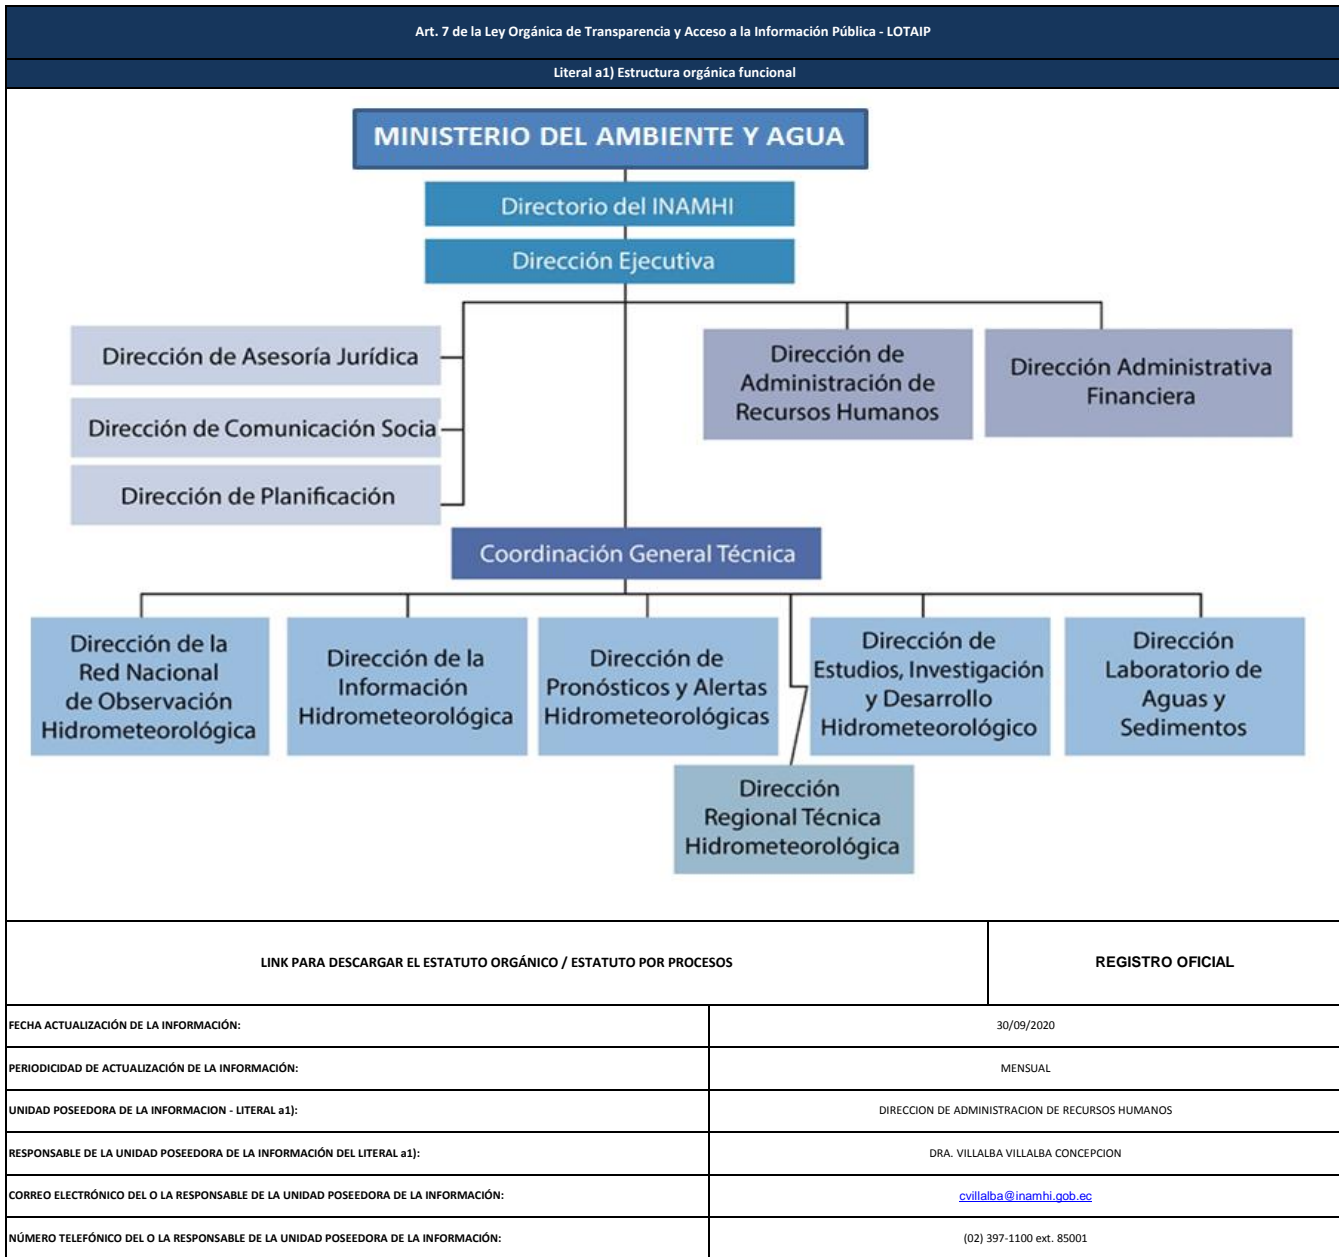 Art. 7 de la Ley Orgánica de Transparencia y Acceso a la Información Pública - LOTAIP
Literal a1) Estructura orgánica funcional
MINISTERIO DEL AMBIENTE Y AGUA
Directorio del INAMHI
Dirección Ejecutiva
Dirección de Asesoría Jurídica
Dirección de Comunicación Socia
Dirección de Planificación
Dirección de
Administración de
Recursos Humanos
Dirección Administrativa
Financiera
Coordinación General Técnica
Dirección de la
Red Nacional
de Observación
Hidrometeorológica
Dirección de la
Información
Hidrometeorológica
Dirección de
Pronósticos y Alertas
Hidrometeorológicas
Dirección de
Estudios, Investigación
y Desarrollo
Hidrometeorológico
Dirección
Laboratorio de
Aguas y
Sedimentos
Dirección
Regional Técnica
Hidrometeorológica
LINK PARA DESCARGAR EL ESTATUTO ORGÁNICO / ESTATUTO POR PROCESOS
REGISTRO OFICIAL
FECHA ACTUALIZACIÓN DE LA INFORMACIÓN:
30/09/2020
PERIODICIDAD DE ACTUALIZACIÓN DE LA INFORMACIÓN:
MENSUAL
UNIDAD POSEEDORA DE LA INFORMACION - LITERAL a1):
DIRECCION DE ADMINISTRACION DE RECURSOS HUMANOS
RESPONSABLE DE LA UNIDAD POSEEDORA DE LA INFORMACIÓN DEL LITERAL a1):
DRA. VILLALBA VILLALBA CONCEPCION
CORREO ELECTRÓNICO DEL O LA RESPONSABLE DE LA UNIDAD POSEEDORA DE LA INFORMACIÓN:
cvillalba@inamhi.gob.ec
NÚMERO TELEFÓNICO DEL O LA RESPONSABLE DE LA UNIDAD POSEEDORA DE LA INFORMACIÓN:
(02) 397-1100 ext. 85001